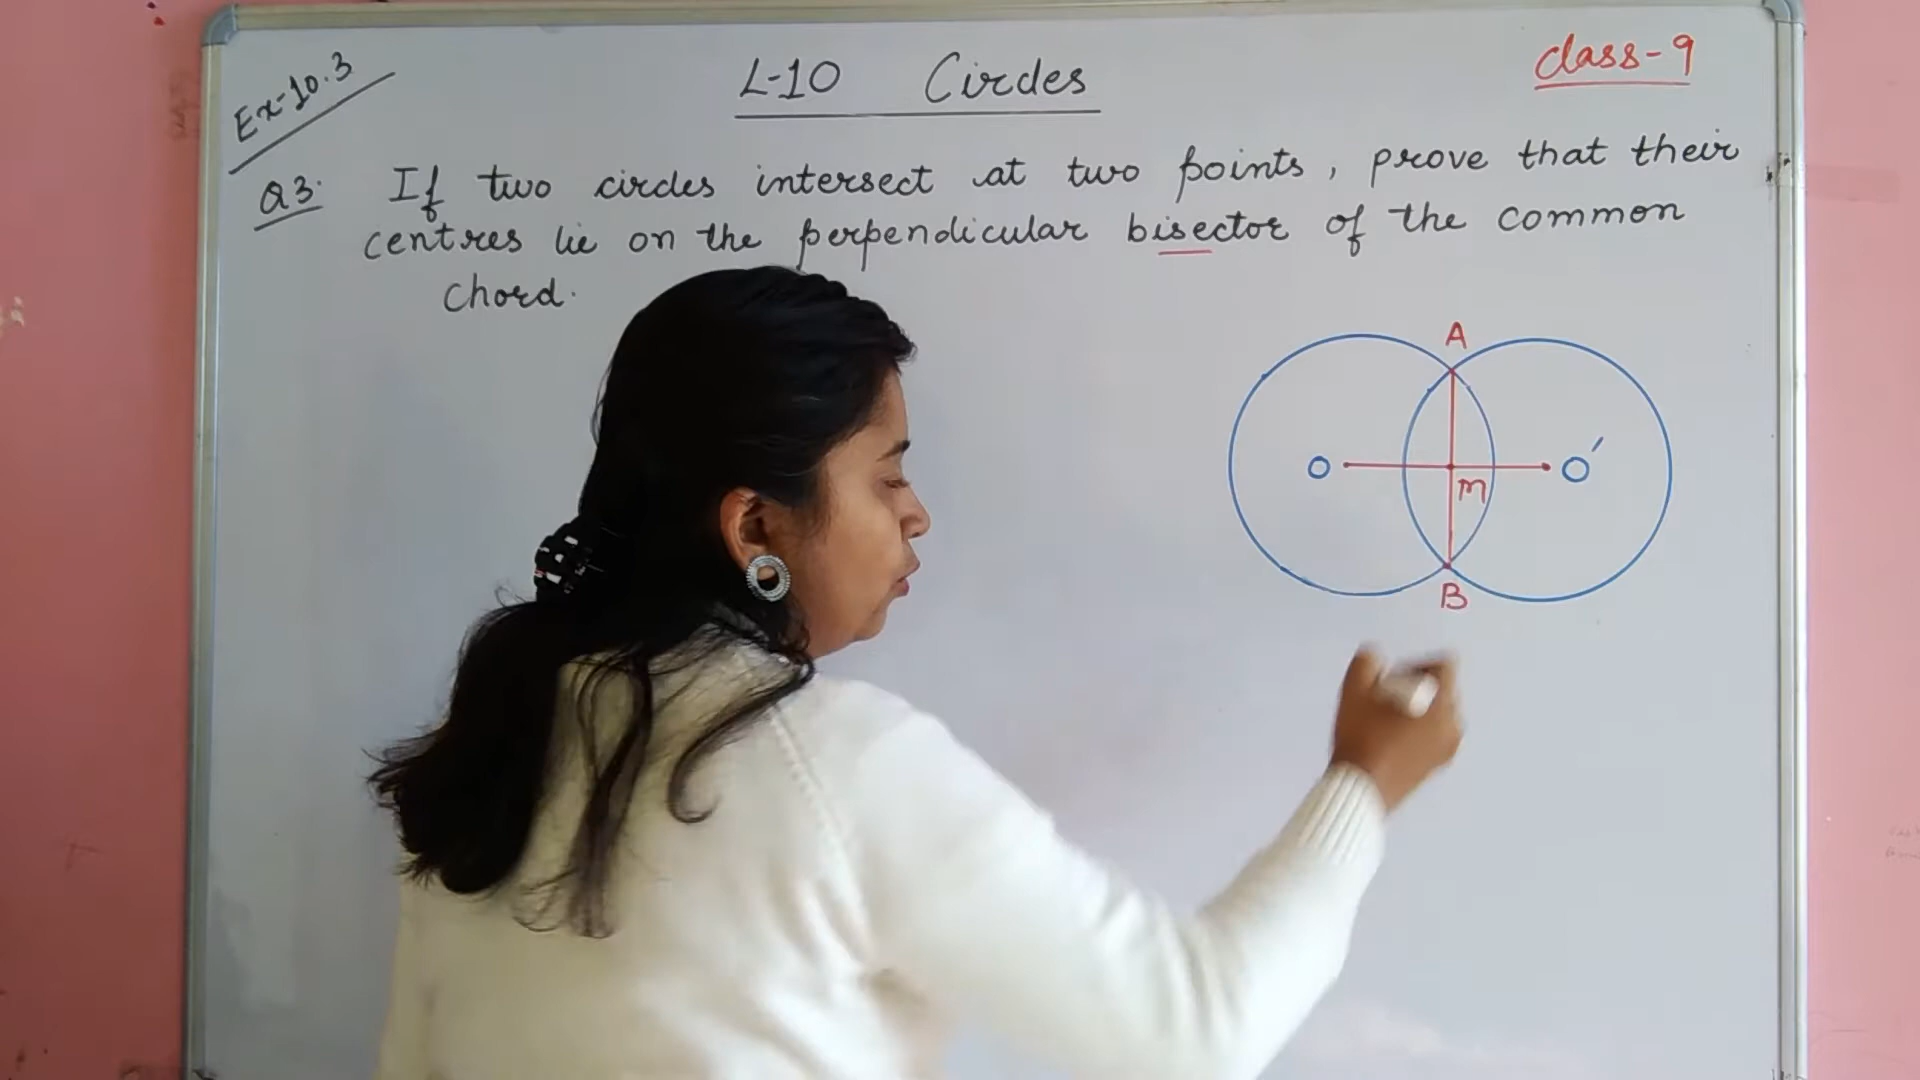 Ex-10.3
L-10 Circles
class-9
Q3. If two circles intersect at two points, prove that their
centres lie on the perpendicular bisector of the common
chord.
A
O
O'
M
B